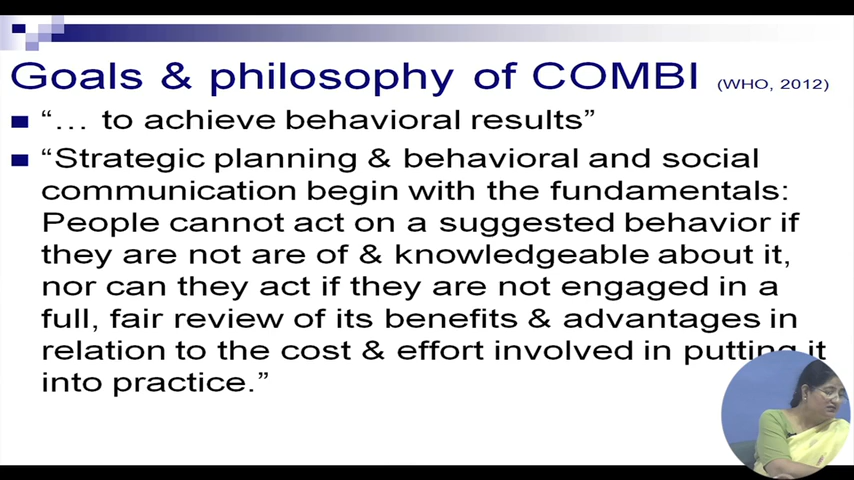 Goals & philosophy of COMBI (WHO, 2012)
“… to achieve behavioral results”
“Strategic planning & behavioral and social
communication begin with the fundamentals:
People cannot act on a suggested behavior if
they are not are of & knowledgeable about it,
nor can they act if they are not engaged in a
full, fair review of its benefits & advantages in
relation to the cost & effort involved in putting it
into practice.”